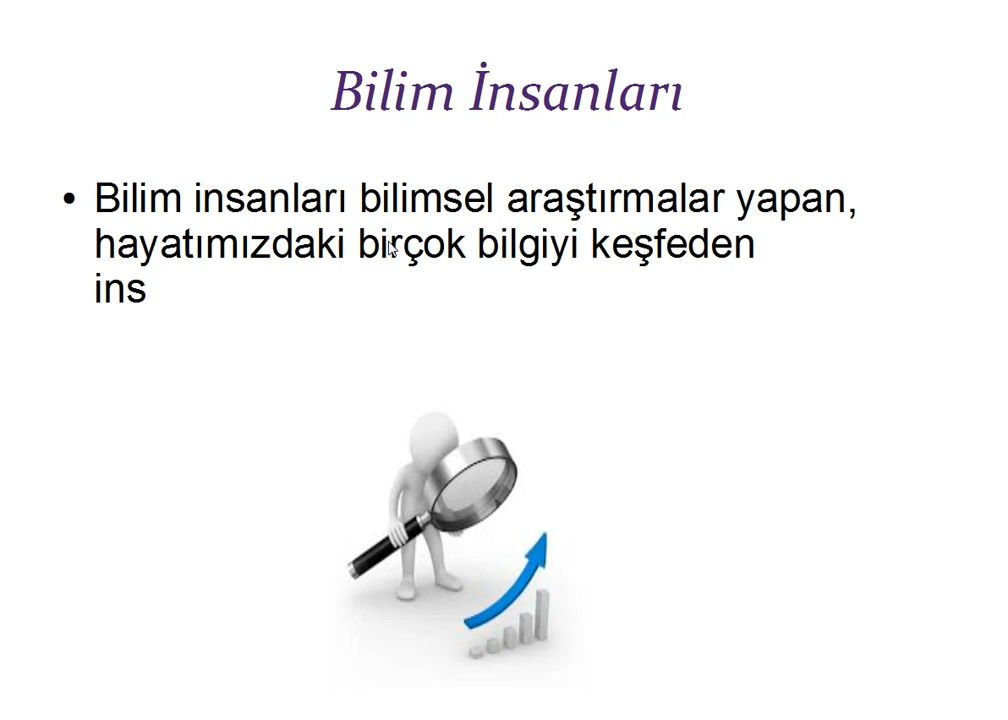 Bilim İnsanları
• Bilim insanları bilimsel araştırmalar yapan,
hayatımızdaki birçok bilgiyi keşfeden
ins